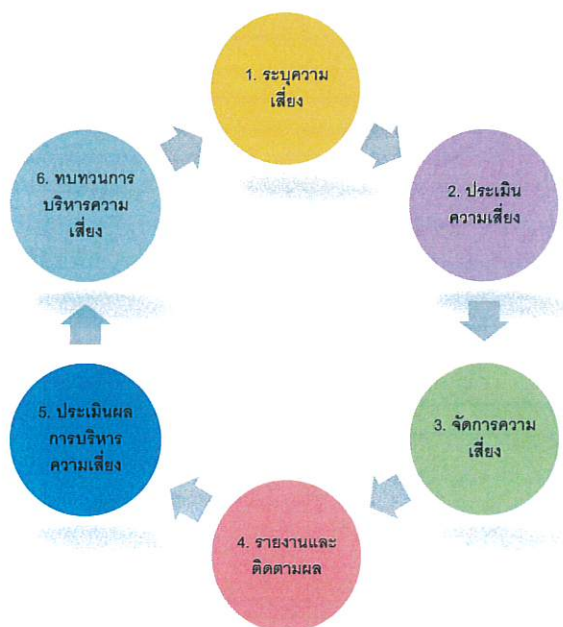 1. ระบุความ
เสี่ยง
2. ประเมิน
ความเสี่ยง
3. จัดการความ
เสี่ยง
4. รายงานและ
ติดตามผล
5. ประเมินผล
การบริหาร
ความเสี่ยง
6. ทบทวนการ
บริหารความ
เสี่ยง